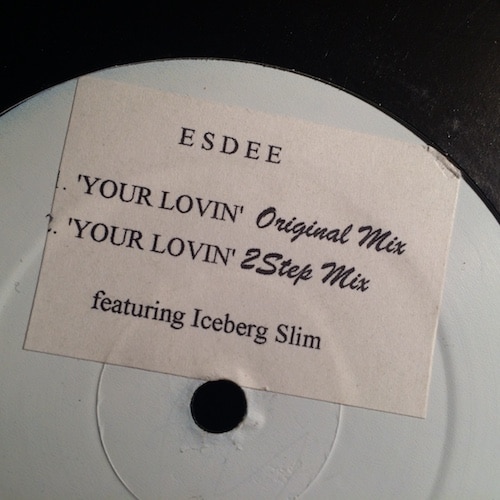 ESDEE
1. 'YOUR LOVIN' Original Mix
2. 'YOUR LOVIN' 2Step Mix
featuring Iceberg Slim